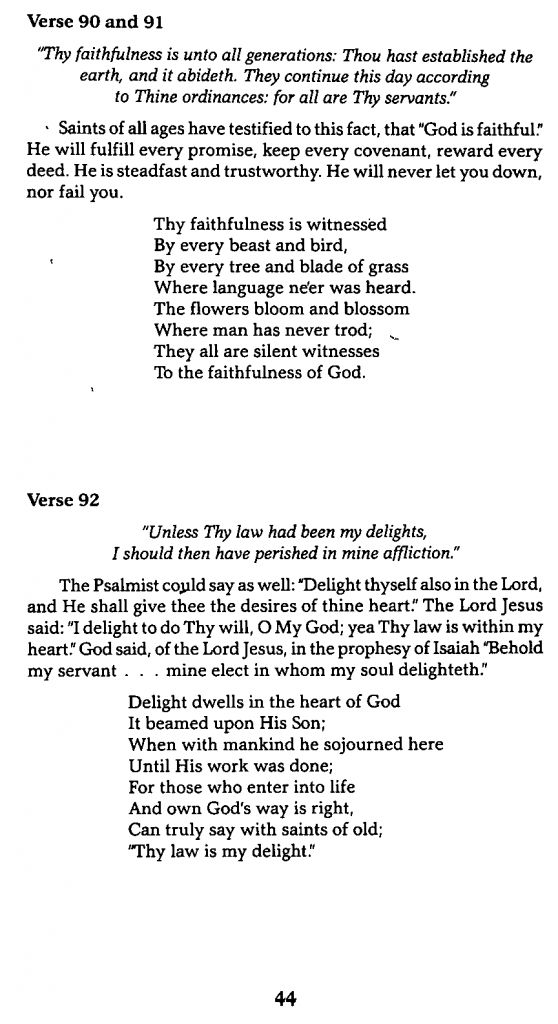 Verse 90 and 91
"Thy faithfulness is unto all generations: Thou hast established the
earth, and it abideth. They continue this day according
to Thine ordinances: for all are Thy servants."
Saints of all ages have testified to this fact, that "God is faithful."
He will fulfill every promise, keep every covenant, reward every
deed. He is steadfast and trustworthy. He will never let you down,
nor fail you.
Thy faithfulness is witnessed
By every beast and bird,
By every tree and blade of grass
Where language ne'er was heard.
The flowers bloom and blossom
Where man has never trod;
They all are silent witnesses
To the faithfulness of God.
Verse 92
"Unless Thy law had been my delights,
I should then have perished in mine affliction."
The Psalmist could say as well: "Delight thyself also in the Lord,
and He shall give thee the desires of thine heart." The Lord Jesus
said: "I delight to do Thy will, O My God; yea Thy law is within my
heart." God said, of the Lord Jesus, in the prophesy of Isaiah "Behold
my servant . . . mine elect in whom my soul delighteth."
Delight dwells in the heart of God
It beamed upon His Son;
When with mankind he sojourned here
Until His work was done;
For those who enter into life
And own God's way is right,
Can truly say with saints of old;
"Thy law is my delight."
44